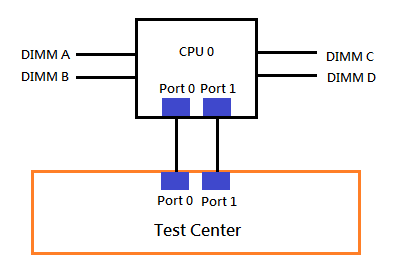 CPU 0
DIMM A
DIMM C
DIMM B
DIMM D
Port 0 Port 1
Port 0 Port 1
Test Center